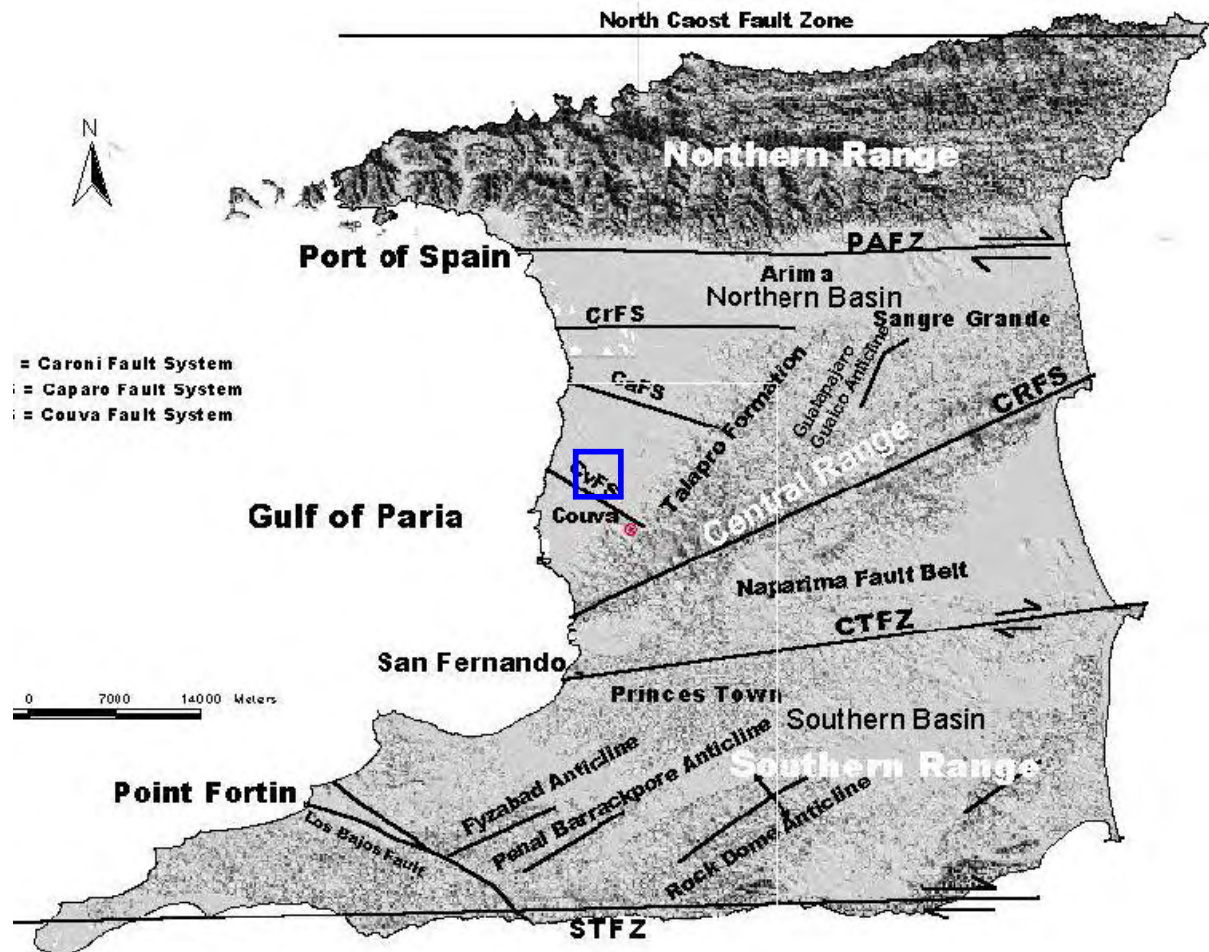 North Caost Fault Zone
N
Northern Range
PAFZ
Port of Spain
Arima
Northern Basin
CrFS
Sangre Grande
= Caroni Fault System
= Caparo Fault System
= Couva Fault System
CaFS
Guatapajaro
Guaico Anticline
CRFS
Talapro Formation
Central Range
CvFS
Couva
Gulf of Paria
Naparima Fault Belt
CTFZ
San Fernando
Princes Town
0 7000 14000 Meters
Southern Basin
Southern Range
Point Fortin
Fyzabad Anticline
Penal Barrackpore Anticline
Rock Dome Anticline
Los Bajos Fault
STFZ